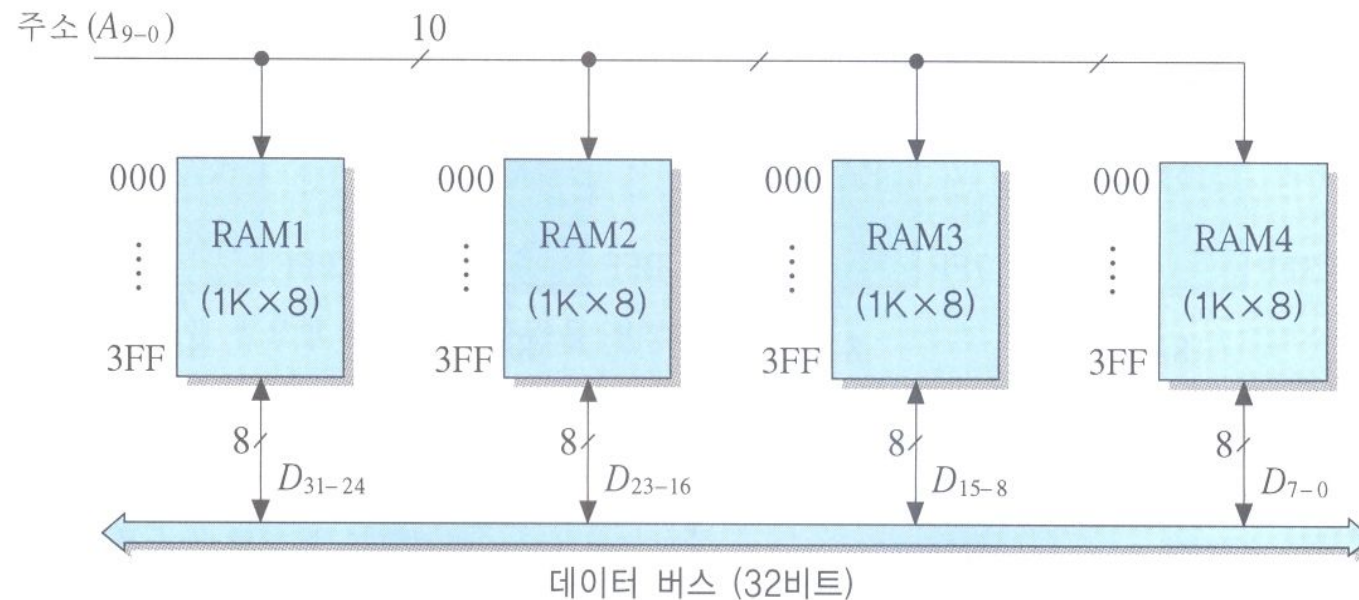 주소(A9-0)
10
000
RAM1
(1K×8)
3FF
000
RAM2
(1K×8)
3FF
000
RAM3
(1K×8)
3FF
000
RAM4
(1K×8)
3FF
8
D31-24
8
D23-16
8
D15-8
8
D7-0
데이터 버스 (32비트)